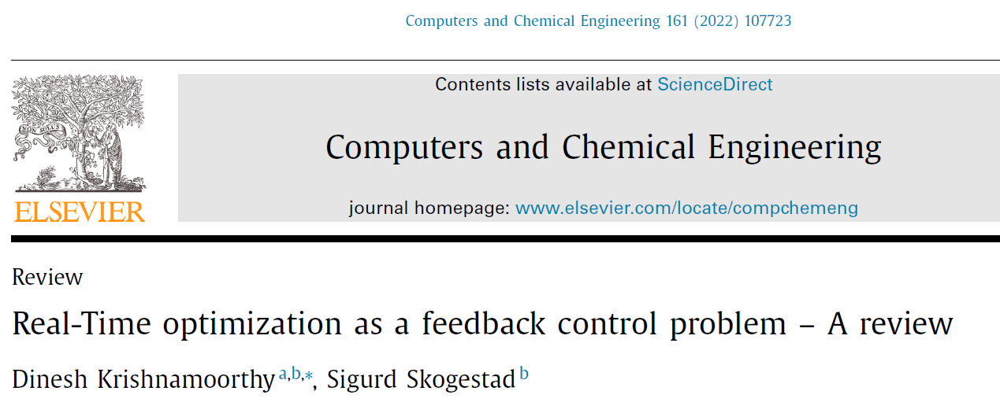 Computers and Chemical Engineering 161 (2022) 107723
Contents lists available at ScienceDirect
Computers and Chemical Engineering
journal homepage: www.elsevier.com/locate/compchemeng
NON SOLUS
ELSEVIER
Review
Real-Time optimization as a feedback control problem – A review
Dinesh Krishnamoorthy a,b,*, Sigurd Skogestad b